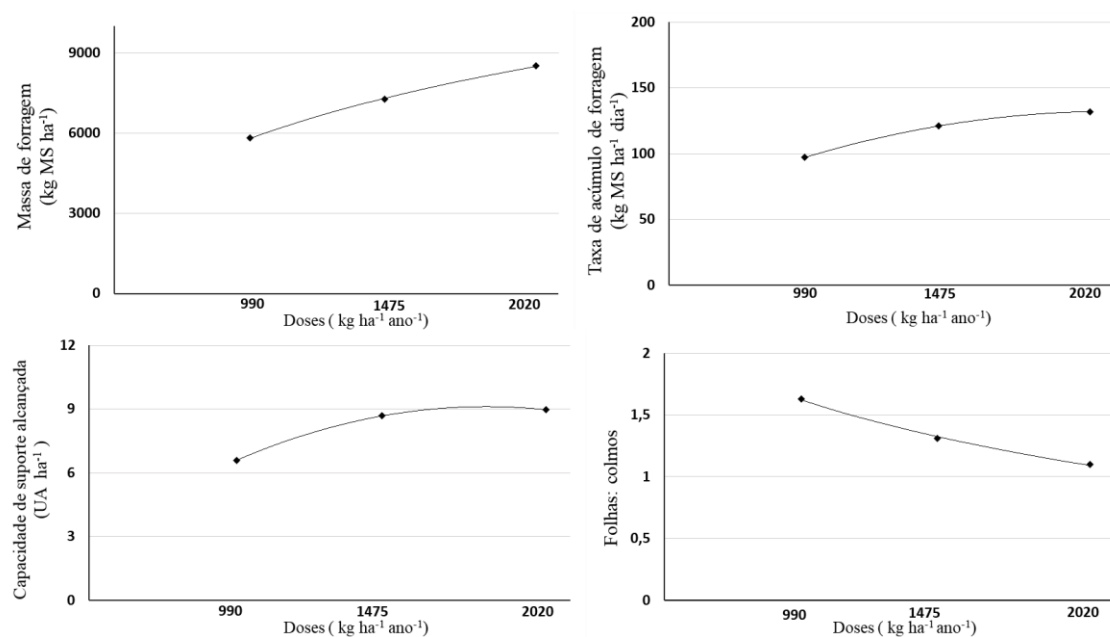 Massa de forragem
(kg MS ha⁻¹)
9000
6000
3000
0
990
1475
2020
Doses ( kg ha⁻¹ ano⁻¹)
Taxa de acúmulo de forragem
(kg MS ha⁻¹ dia⁻¹)
200
150
100
50
0
990
1475
2020
Doses ( kg ha⁻¹ ano⁻¹)
Capacidade de suporte alcançada
(UA ha⁻¹ )
12
9
6
3
0
990
1475
2020
Doses ( kg ha⁻¹ ano⁻¹)
Folhas: colmos
2
1,5
1
0,5
0
990
1475
2020
Doses ( kg ha⁻¹ ano⁻¹)